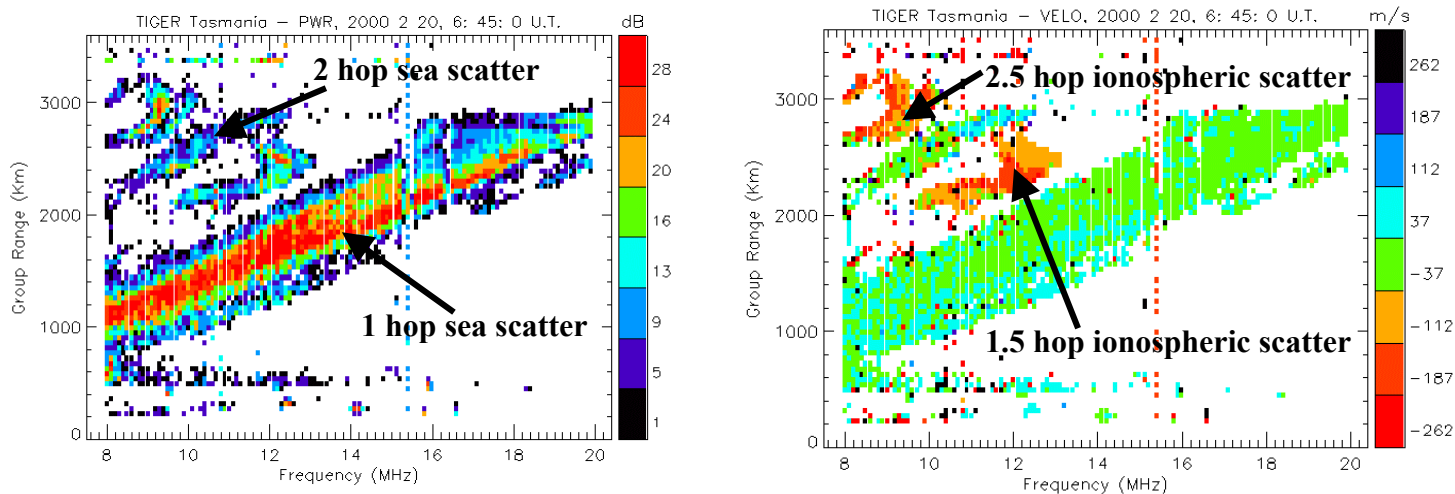 TIGER Tasmania – PWR, 2000 2 20, 6: 45: 0 U.T.
dB
2 hop sea scatter
1 hop sea scatter
3000
2000
1000
0
Group Range (Km)
8 10 12 14 16 18 20
Frequency (MHz)
28
24
20
16
13
9
5
1
TIGER Tasmania – VELO, 2000 2 20, 6: 45: 0 U.T.
m/s
2.5 hop ionospheric scatter
1.5 hop ionospheric scatter
3000
2000
1000
0
Group Range (Km)
8 10 12 14 16 18 20
Frequency (MHz)
262
187
112
37
-37
-112
-187
-262